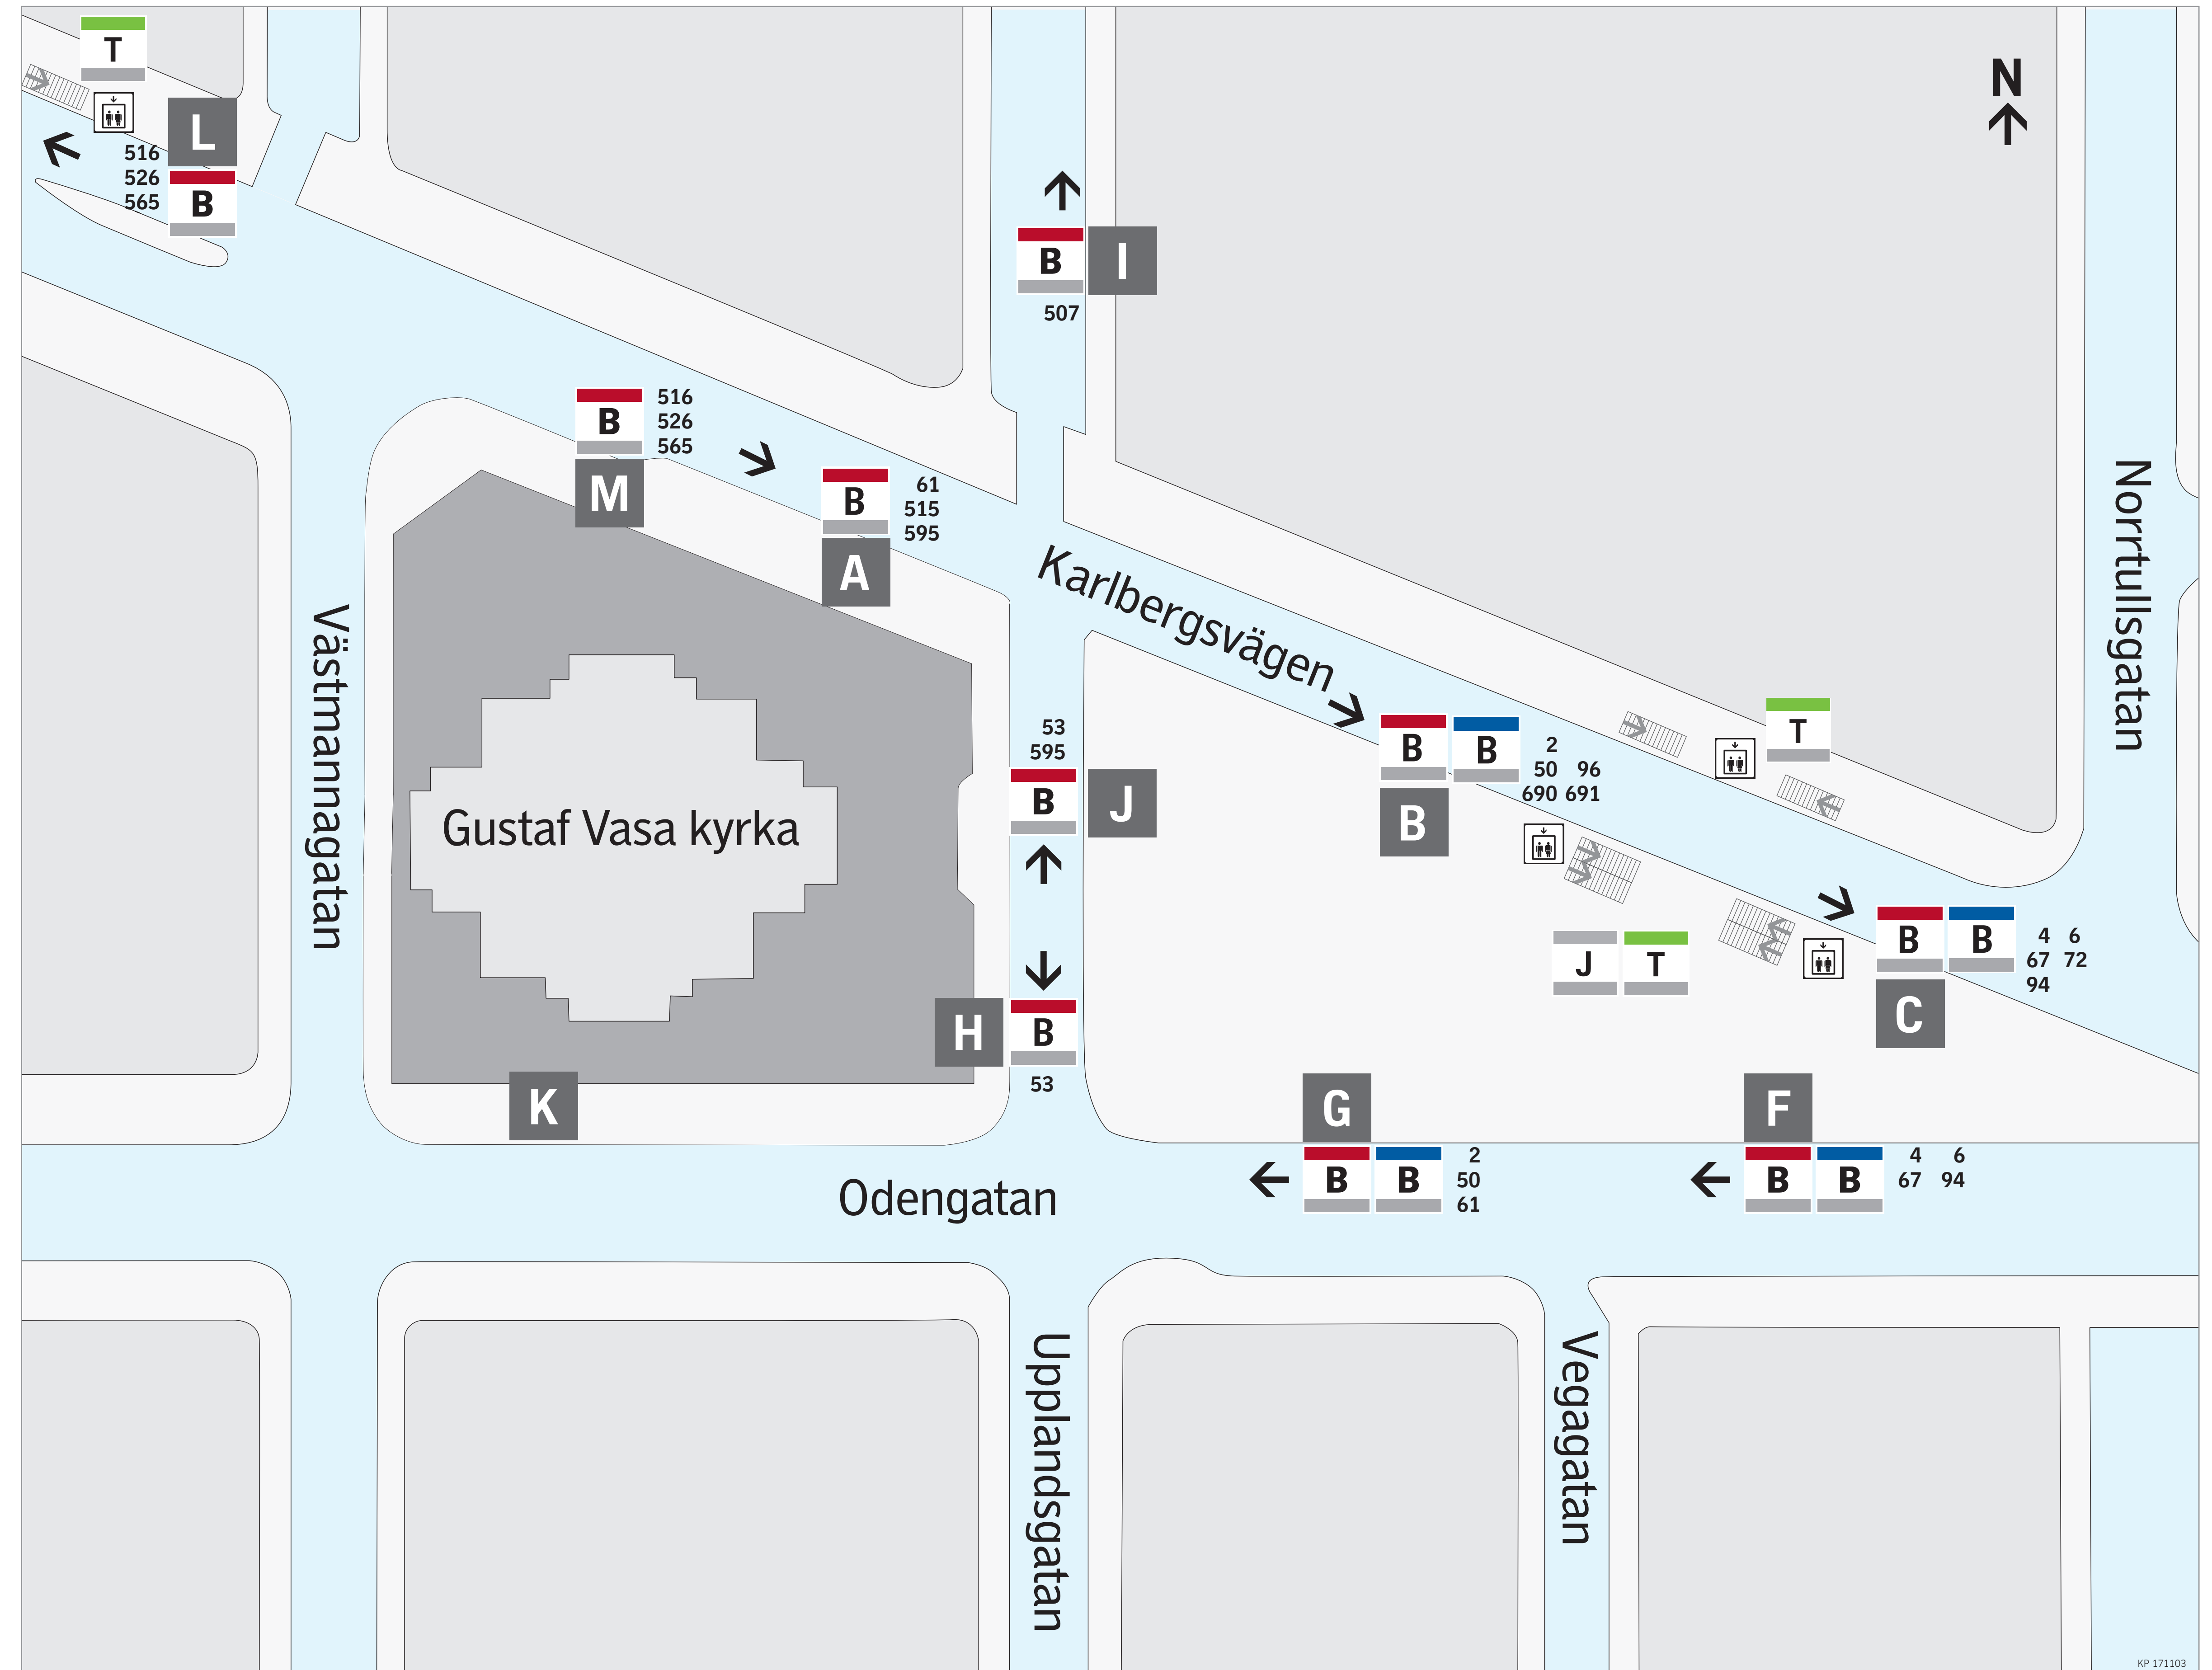 T
L
516
526
565
B
N
B
I
507
B
516
526
565
M
B
61
515
595
A
Karlbergsvägen
Norrtullsgatan
Västmannagatan
Gustaf Vasa kyrka
53
595
B
J
B
B
2
50 96
690 691
B
T
J
T
B
B
4 6
67 72
94
C
H
B
53
K
G
B
B
2
50
61
F
B
B
4 6
67 94
Odengatan
Upplandsgatan
Vegagatan
KP 171103